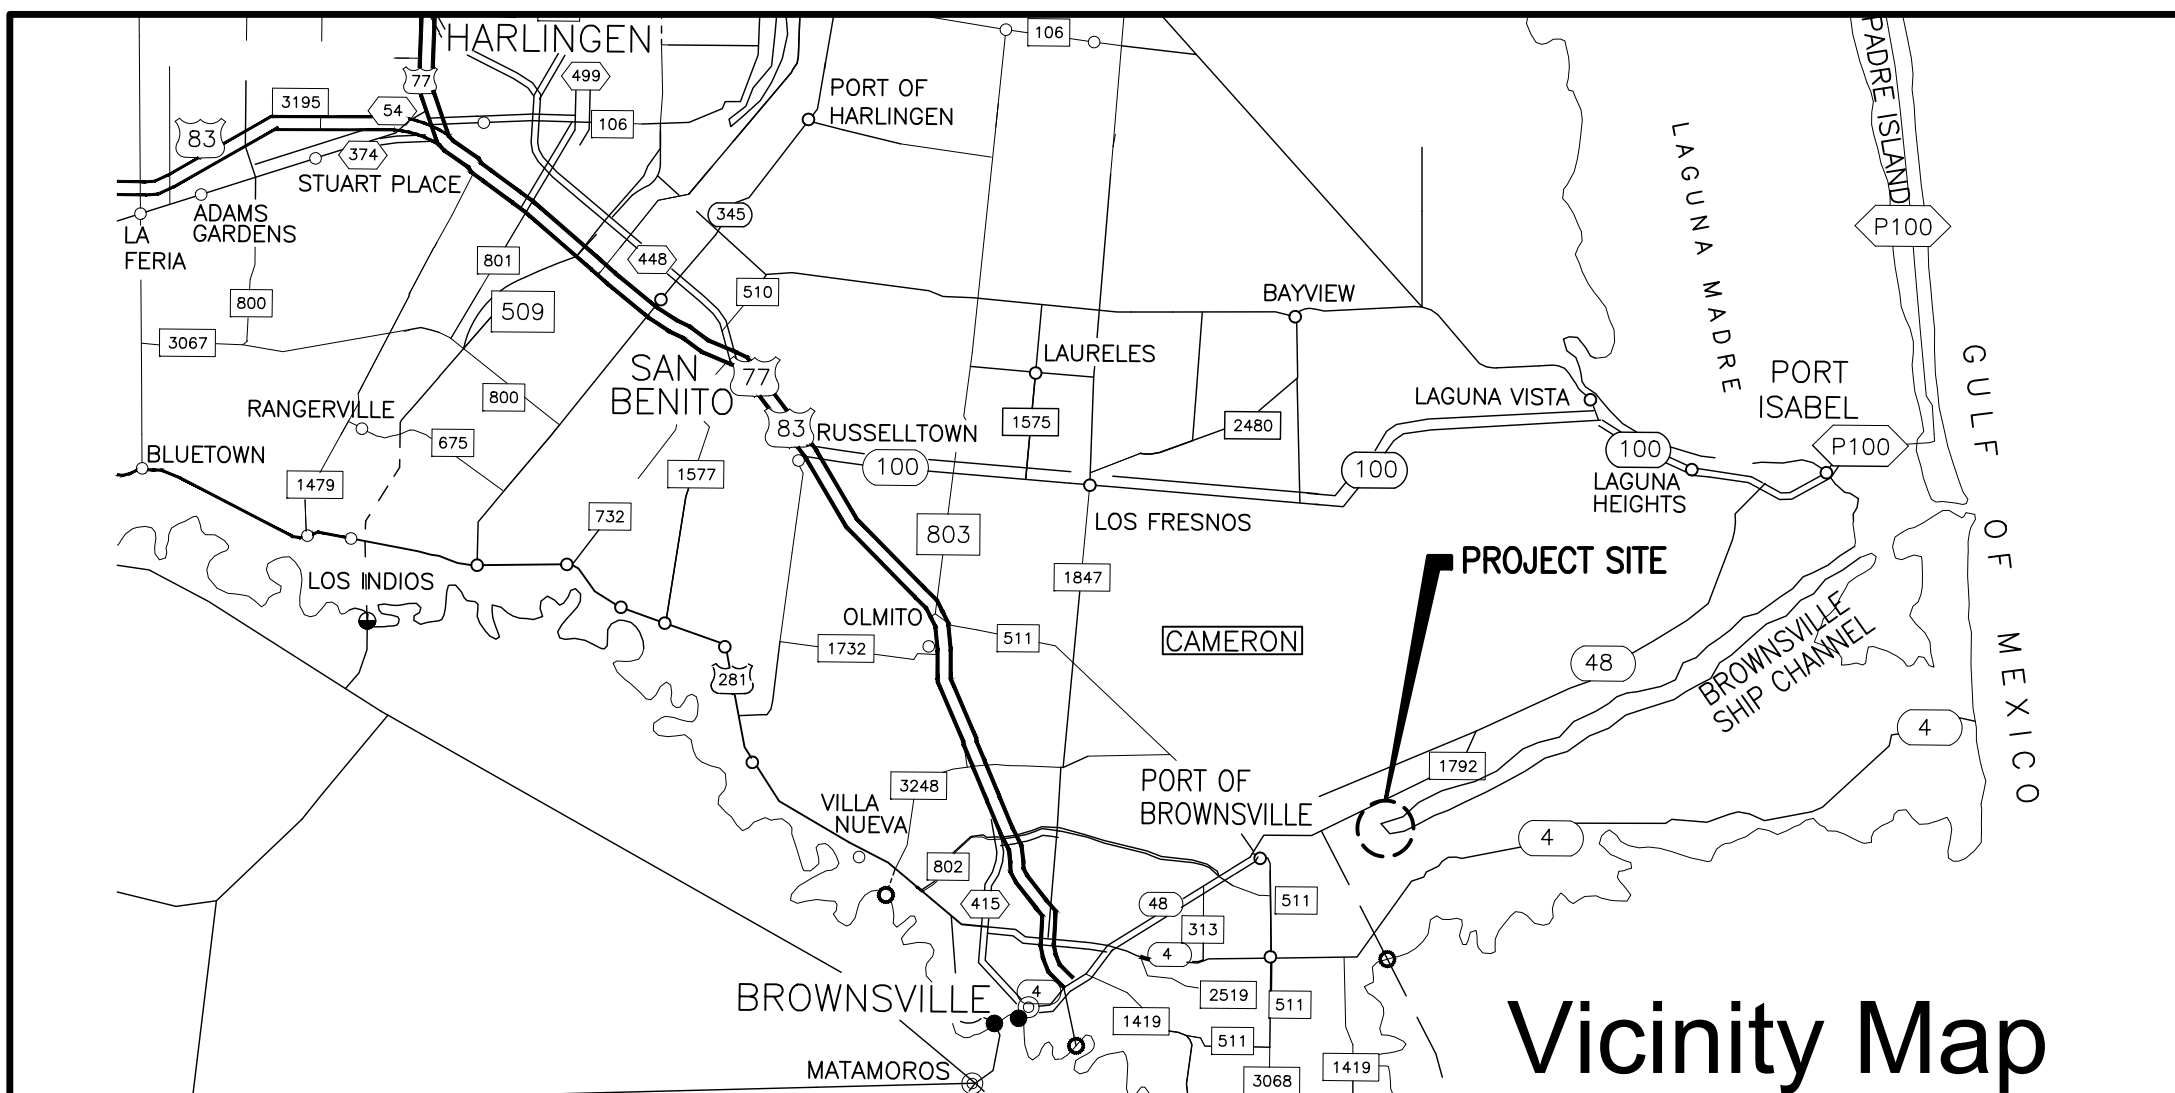 HARLINGEN
106
PADRE ISLAND
77
499
PORT OF
HARLINGEN
3195
54
106
83
374
STUART PLACE
LAGUNA MADRE
ADAMS
GARDENS
345
P100
LA
FERIA
801
448
800
510
BAYVIEW
509
3067
LAURELES
GULF OF MEXICO
SAN
BENITO
77
PORT
ISABEL
800
LAGUNA VISTA
RANGERVILLE
1575
2480
83
RUSSELLTOWN
675
P100
BLUETOWN
100
100
100
1479
1577
LAGUNA
HEIGHTS
732
LOS FRESNOS
803
PROJECT SITE
LOS INDIOS
1847
OLMITO
511
CAMERON
1732
48
BROWNSVILLE
SHIP CHANNEL
281
4
1792
PORT OF
BROWNSVILLE
3248
VILLA
NUEVA
4
802
415
48
511
313
4
BROWNSVILLE
4
2519
511
1419
511
MATAMOROS
3068
1419
Vicinity Map